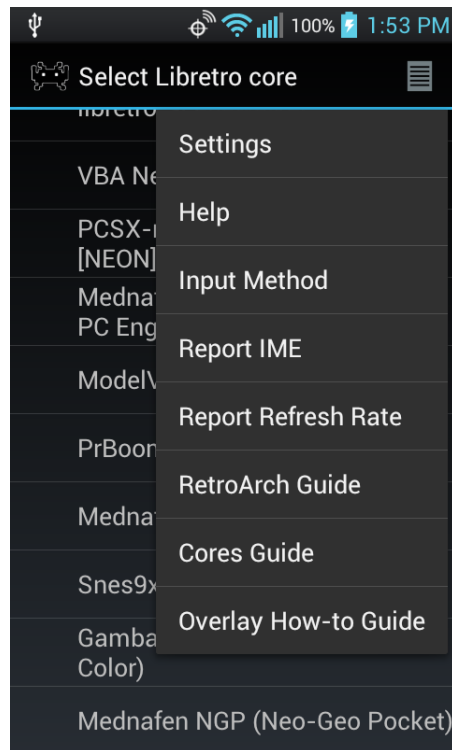 100% 1:53 PM
Select Libretro core
libretro
Settings
VBA Ne
Help
PCSX-r
[NEON]
Input Method
Mednaf
PC Eng
Report IME
ModelV
Report Refresh Rate
PrBoom
RetroArch Guide
Mednaf
Cores Guide
Snes9x
Overlay How-to Guide
Gamba
Color)
Mednafen NGP (Neo-Geo Pocket)